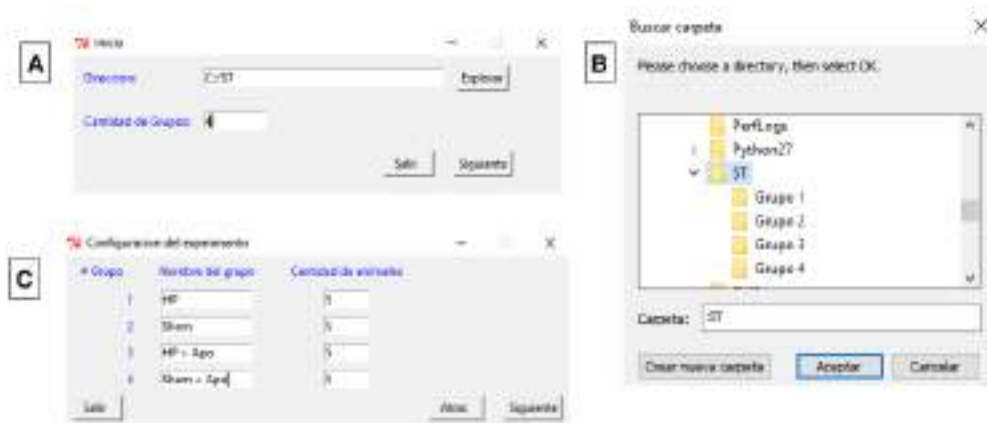 A
Inicio
Direccion: C:/ST Explorar
Cantidad de Grupos: 4
Salir Siguiente
B
Buscar carpeta
Please choose a directory, then select OK.
PerfLogs
Python27
ST
Grupo 1
Grupo 2
Grupo 3
Grupo 4
Carpeta: ST
Crear nueva carpeta Aceptar Cancelar
C
Configuracion del experimento
# Grupo Nombre del grupo Cantidad de animales
1 HP 5
2 Sham 5
3 HP + Apo 5
4 Sham + Apo 5
Salir Atras Siguiente